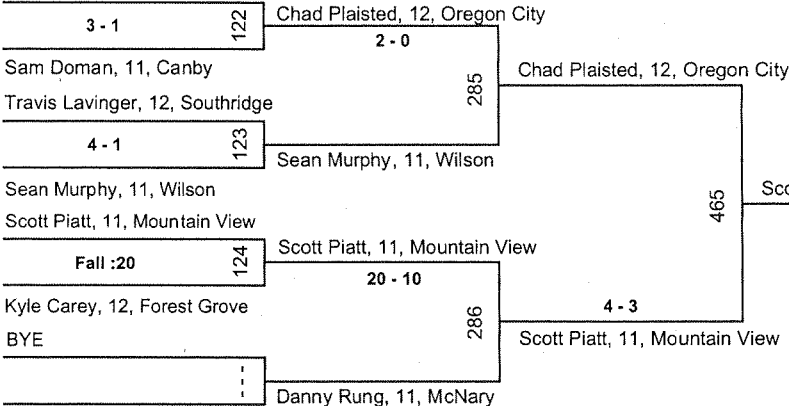 3 - 1
122
Chad Plaisted, 12, Oregon City
2 - 0
Sam Doman, 11, Canby
Travis Lavinger, 12, Southridge
285
Chad Plaisted, 12, Oregon City
4 - 1
123
Sean Murphy, 11, Wilson
Sean Murphy, 11, Wilson
Scott Piatt, 11, Mountain View
465
Fall :20
124
Scott Piatt, 11, Mountain View
20 - 10
Kyle Carey, 12, Forest Grove
286
4 - 3
Scott Piatt, 11, Mountain View
BYE
Danny Rung, 11, McNary